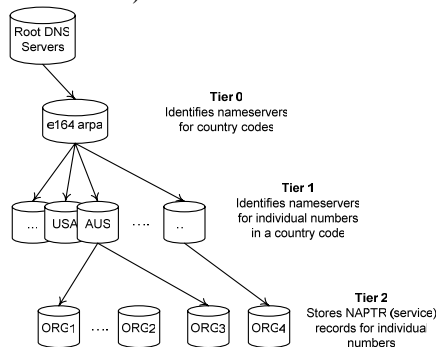 Root DNS
Servers
Tier 0
Identifies nameservers
for country codes
e164 arpa
Tier 1
Identifies nameservers
for individual numbers
in a country code
... USA AUS .... ..
Tier 2
Stores NAPTR (service)
records for individual
numbers
ORG1 .... ORG2 ORG3 ORG4